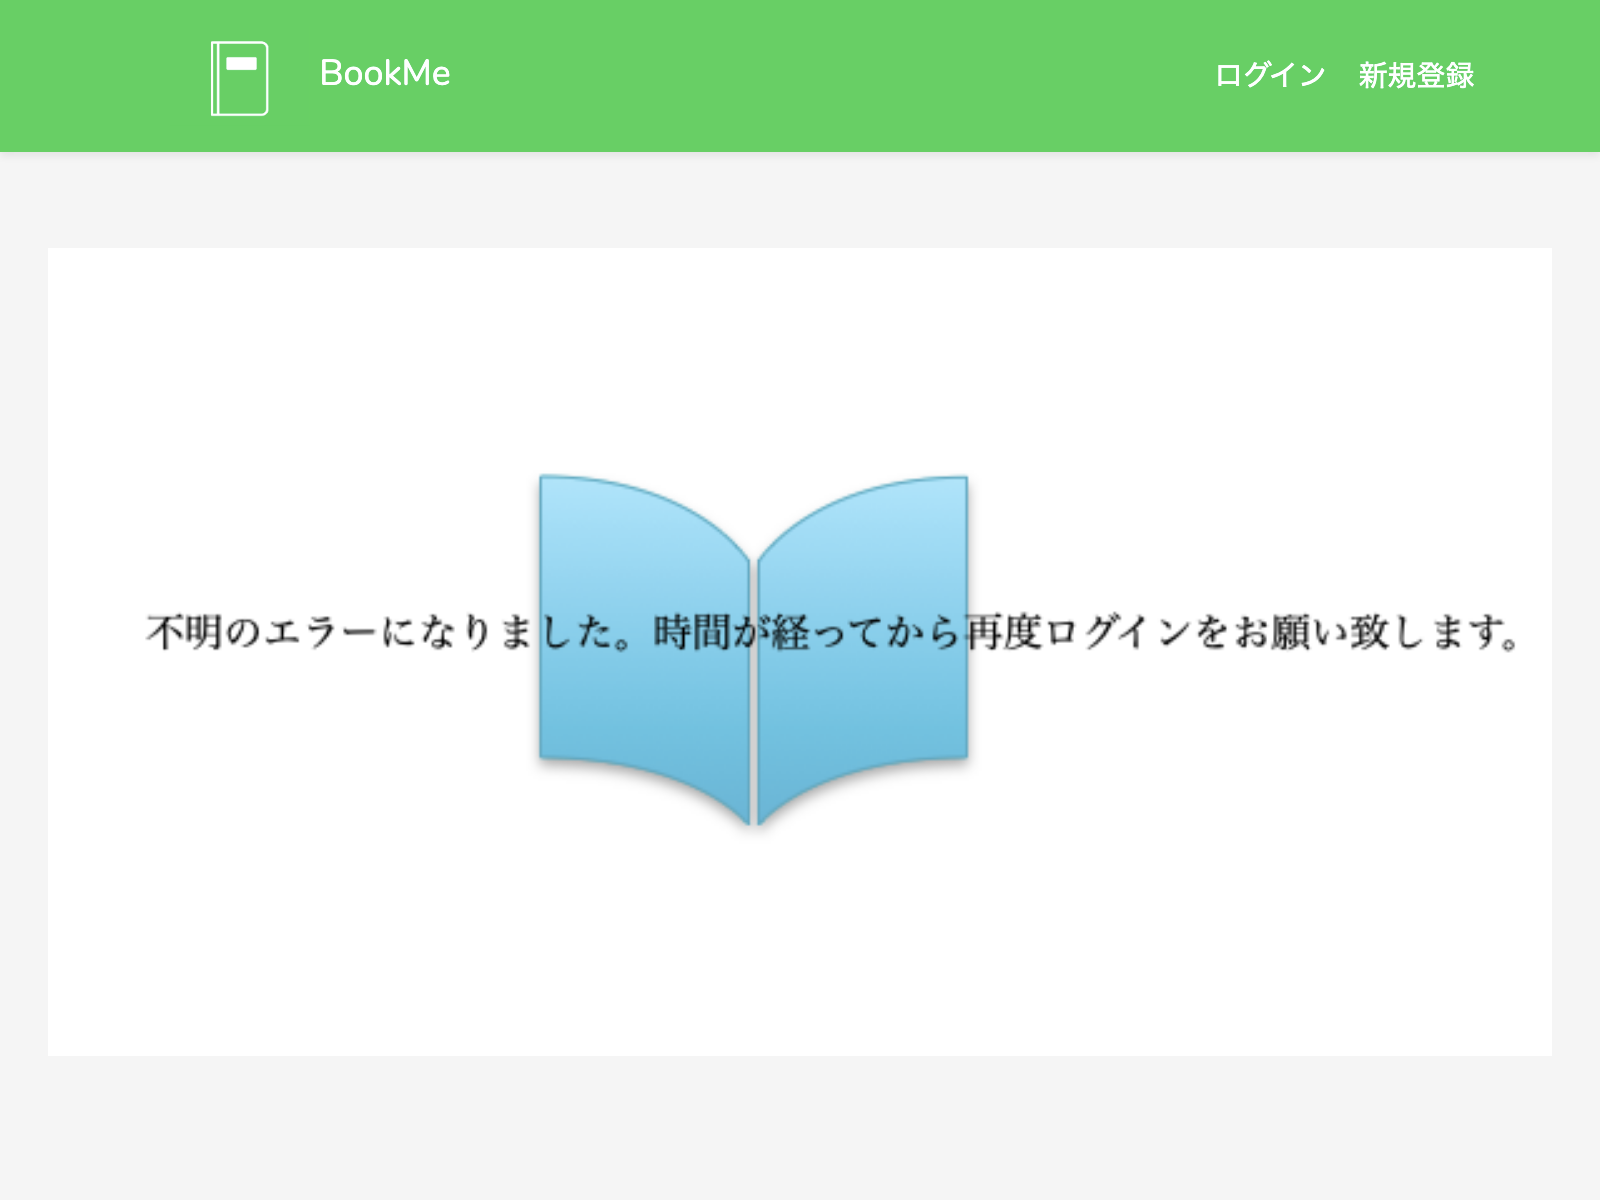 BookMe
ログイン 新規登録
不明のエラーになりました。時間が経ってから再度ログインをお願い致します。